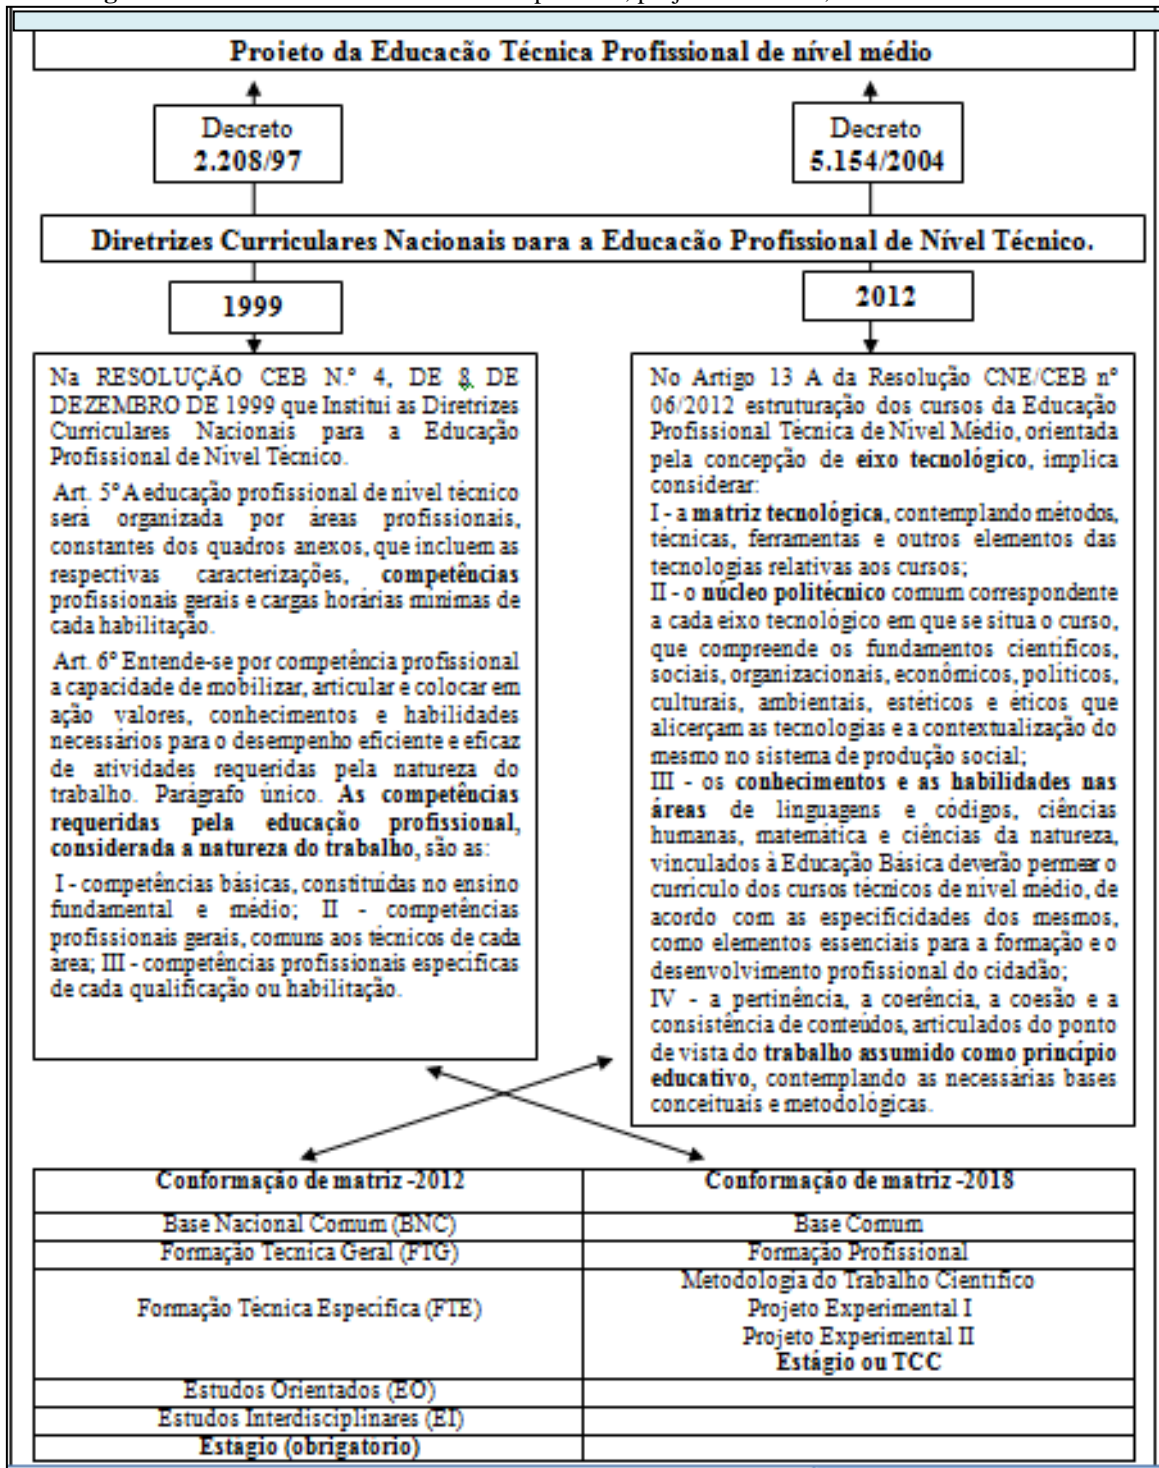 Projeto da Educação Técnica Profissional de nível médio
Decreto
2.208/97
Decreto
5.154/2004
Diretrizes Curriculares Nacionais para a Educação Profissional de Nível Técnico.
1999
2012
Na RESOLUÇÃO CEB N.º 4, DE 8 DE
DEZEMBRO DE 1999 que Institui as Diretrizes
Curriculares Nacionais para a Educação
Profissional de Nível Técnico.
Art. 5º A educação profissional de nível técnico
será organizada por áreas profissionais,
constantes dos quadros anexos, que incluem as
respectivas caracterizações, competências
profissionais gerais e cargas horárias mínimas de
cada habilitação.
Art. 6º Entende-se por competência profissional
a capacidade de mobilizar, articular e colocar em
ação valores, conhecimentos e habilidades
necessários para o desempenho eficiente e eficaz
de atividades requeridas pela natureza do
trabalho. Parágrafo único. As competências
requeridas pela educação profissional,
considerada a natureza do trabalho, são as:
I - competências básicas, constituídas no ensino
fundamental e médio; II - competências
profissionais gerais, comuns aos técnicos de cada
área; III - competências profissionais específicas
de cada qualificação ou habilitação.
No Artigo 13 A da Resolução CNE/CEB nº
06/2012 estruturação dos cursos da Educação
Profissional Técnica de Nível Médio, orientada
pela concepção de eixo tecnológico, implica
considerar:
I - a matriz tecnológica, contemplando métodos,
técnicas, ferramentas e outros elementos das
tecnologias relativas aos cursos;
II - o núcleo politécnico comum correspondente
a cada eixo tecnológico em que se situa o curso,
que compreende os fundamentos científicos,
sociais, organizacionais, econômicos, políticos,
culturais, ambientais, estéticos e éticos que
alicerçam as tecnologias e a contextualização do
mesmo no sistema de produção social;
III - os conhecimentos e as habilidades nas
áreas de linguagens e códigos, ciências
humanas, matemática e ciências da natureza,
vinculados à Educação Básica deverão permear o
currículo dos cursos técnicos de nível médio, de
acordo com as especificidades dos mesmos,
como elementos essenciais para a formação e o
desenvolvimento profissional do cidadão;
IV - a pertinência, a coerência, a coesão e a
consistência de conteúdos, articulados do ponto
de vista do trabalho assumido como princípio
educativo, contemplando as necessárias bases
conceituais e metodológicas.
Conformação de matriz -2012
Conformação de matriz -2018
Base Nacional Comum (BNC)
Base Comum
Formação Tecnica Geral (FTG)
Formação Profissional
Formação Técnica Específica (FTE)
Metodologia do Trabalho Científico
Projeto Experimental I
Projeto Experimental II
Estágio ou TCC
Estudos Orientados (EO)
Estudos Interdisciplinares (EI)
Estágio (obrigatório)